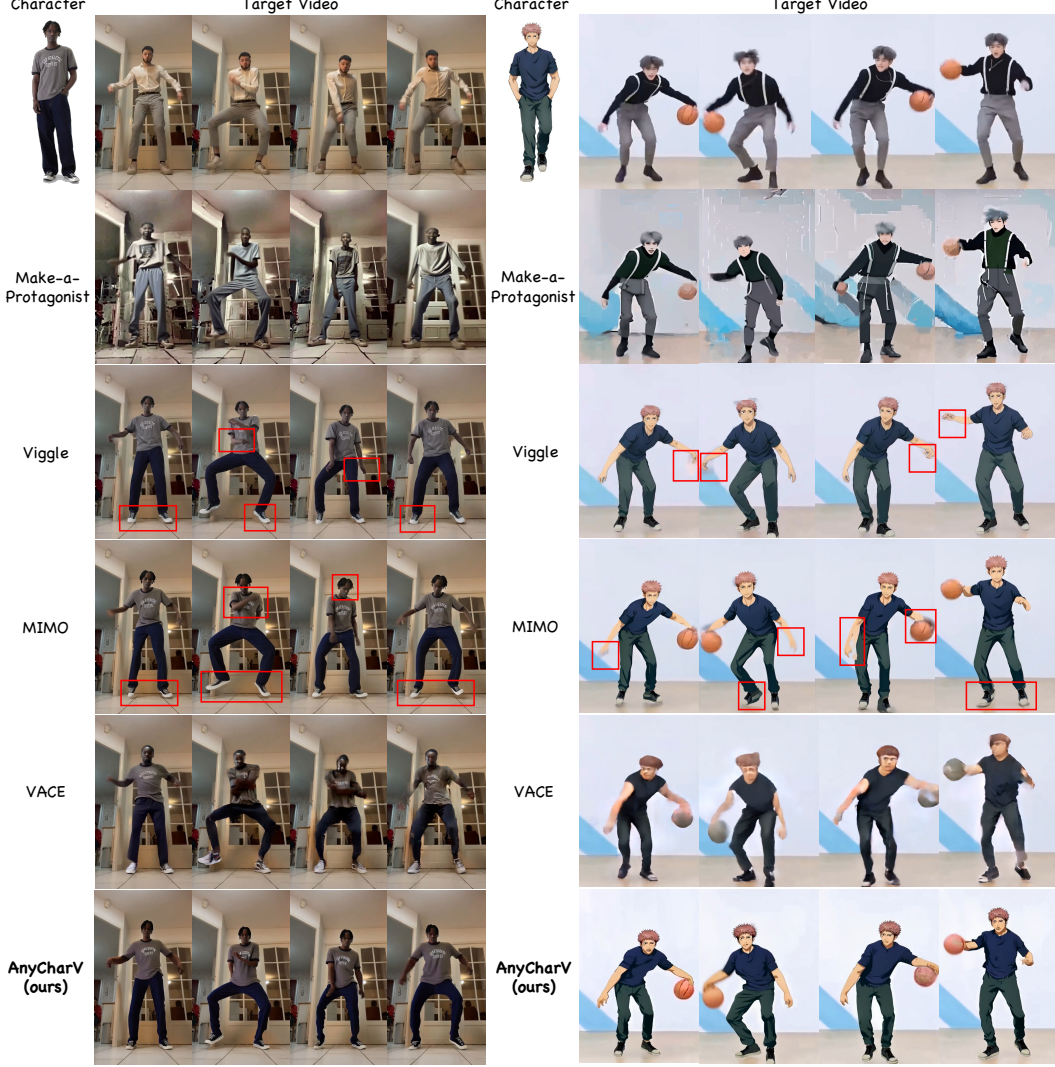 Character
Target Video
Character
Target Video
Make-a-
Protagonist
Make-a-
Protagonist
Viggle
Viggle
MIMO
MIMO
VACE
VACE
AnyCharV
(ours)
AnyCharV
(ours)